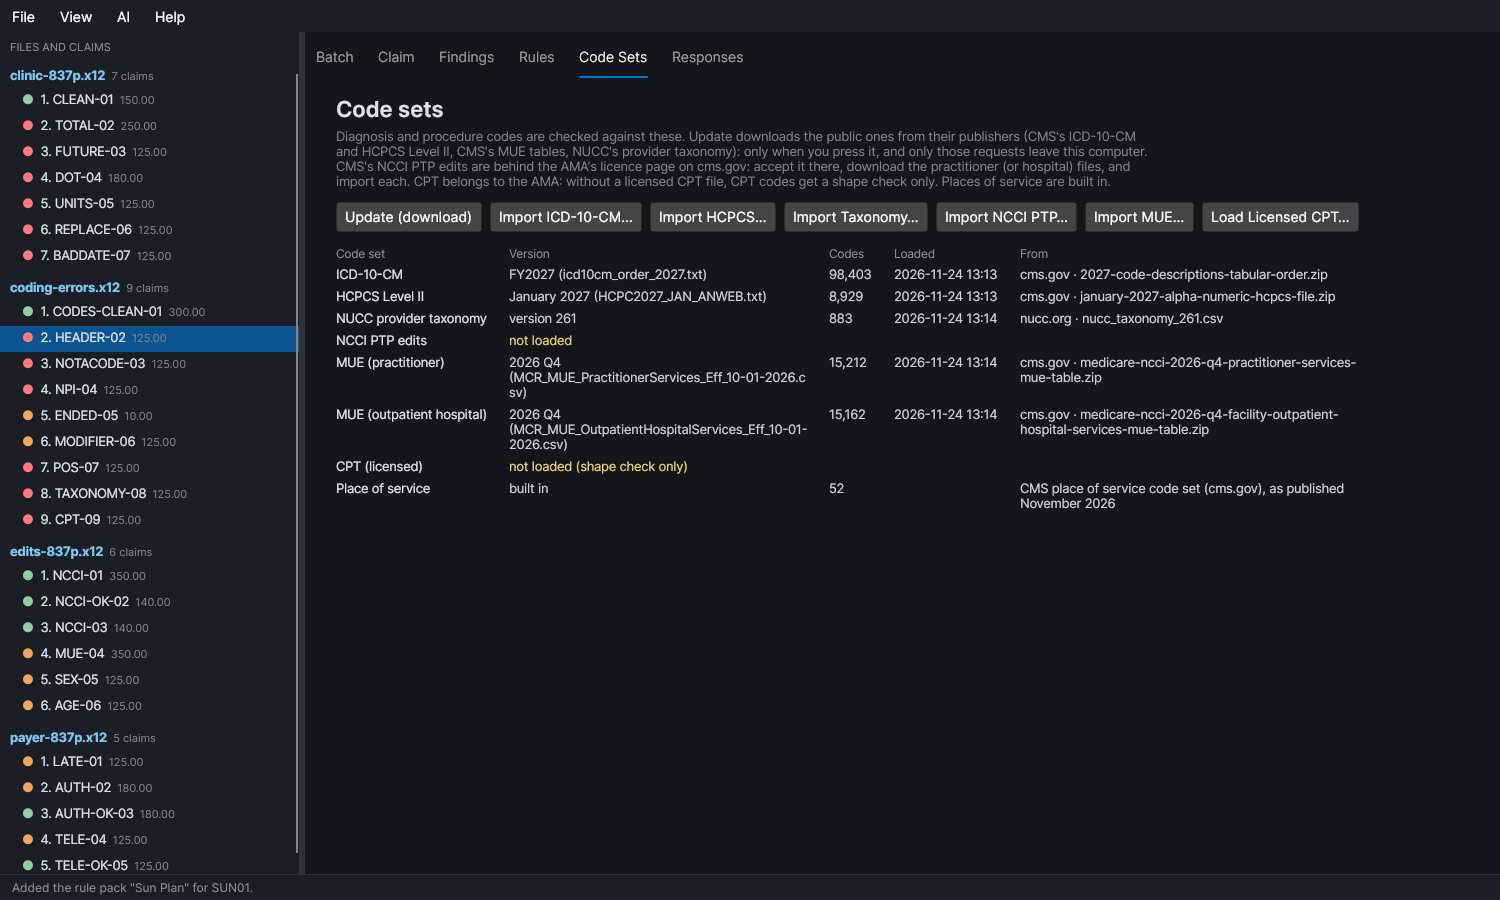 File View AI Help
FILES AND CLAIMS
clinic-837p.x12 7 claims
1. CLEAN-01 150.00
2. TOTAL-02 250.00
3. FUTURE-03 125.00
4. DOT-04 180.00
5. UNITS-05 125.00
6. REPLACE-06 125.00
7. BADDATE-07 125.00
coding-errors.x12 9 claims
1. CODES-CLEAN-01 300.00
2. HEADER-02 125.00
3. NOTACODE-03 125.00
4. NPI-04 125.00
5. ENDED-05 10.00
6. MODIFIER-06 125.00
7. POS-07 125.00
8. TAXONOMY-08 125.00
9. CPT-09 125.00
edits-837p.x12 6 claims
1. NCCI-01 350.00
2. NCCI-OK-02 140.00
3. NCCI-03 140.00
4. MUE-04 350.00
5. SEX-05 125.00
6. AGE-06 125.00
payer-837p.x12 5 claims
1. LATE-01 125.00
2. AUTH-02 180.00
3. AUTH-OK-03 180.00
4. TELE-04 125.00
5. TELE-OK-05 125.00
Batch Claim Findings Rules Code Sets Responses
Code sets
Diagnosis and procedure codes are checked against these. Update downloads the public ones from their publishers (CMS's ICD-10-CM
and HCPCS Level II, CMS's MUE tables, NUCC's provider taxonomy): only when you press it, and only those requests leave this computer.
CMS's NCCI PTP edits are behind the AMA's licence page on cms.gov: accept it there, download the practitioner (or hospital) files, and
import each. CPT belongs to the AMA: without a licensed CPT file, CPT codes get a shape check only. Places of service are built in.
Update (download) Import ICD-10-CM... Import HCPCS... Import Taxonomy... Import NCCI PTP... Import MUE... Load Licensed CPT...
Code set Version Codes Loaded From
ICD-10-CM FY2027 (icd10cm_order_2027.txt) 98,403 2026-11-24 13:13 cms.gov · 2027-code-descriptions-tabular-order.zip
HCPCS Level II January 2027 (HCPC2027_JAN_ANWEB.txt) 8,929 2026-11-24 13:13 cms.gov · january-2027-alpha-numeric-hcpcs-file.zip
NUCC provider taxonomy version 261 883 2026-11-24 13:14 nucc.org · nucc_taxonomy_261.csv
NCCI PTP edits not loaded
MUE (practitioner) 2026 Q4 15,212 2026-11-24 13:14 cms.gov · medicare-ncci-2026-q4-practitioner-services-
(MCR_MUE_PractitionerServices_Eff_10-01-2026.c mue-table.zip
sv)
MUE (outpatient hospital) 2026 Q4 15,162 2026-11-24 13:14 cms.gov · medicare-ncci-2026-q4-facility-outpatient-
(MCR_MUE_OutpatientHospitalServices_Eff_10-01- hospital-services-mue-table.zip
2026.csv)
CPT (licensed) not loaded (shape check only)
Place of service built in 52 CMS place of service code set (cms.gov), as published
November 2026
Added the rule pack "Sun Plan" for SUN01.